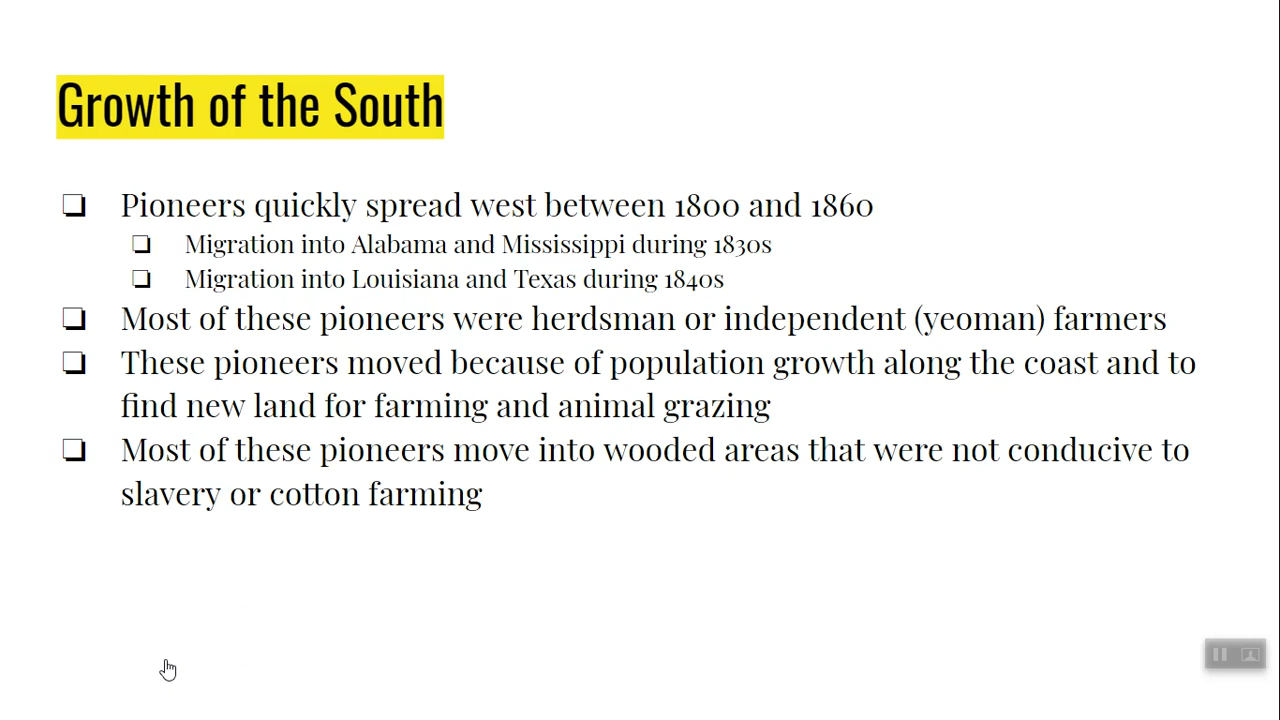 Growth of the South
❏ Pioneers quickly spread west between 1800 and 1860
❏ Migration into Alabama and Mississippi during 1830s
❏ Migration into Louisiana and Texas during 1840s
❏ Most of these pioneers were herdsman or independent (yeoman) farmers
❏ These pioneers moved because of population growth along the coast and to
find new land for farming and animal grazing
❏ Most of these pioneers move into wooded areas that were not conducive to
slavery or cotton farming